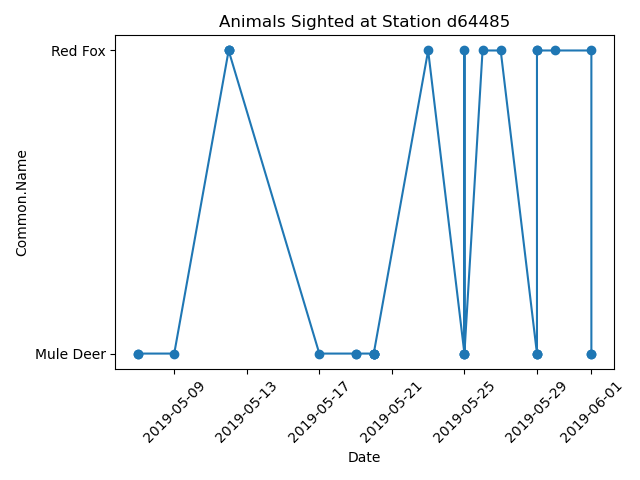 Animals Sighted at Station d64485
Red Fox
Common.Name
Mule Deer
2019-05-09
2019-05-13
2019-05-17
2019-05-21
2019-05-25
2019-05-29
2019-06-01
Date